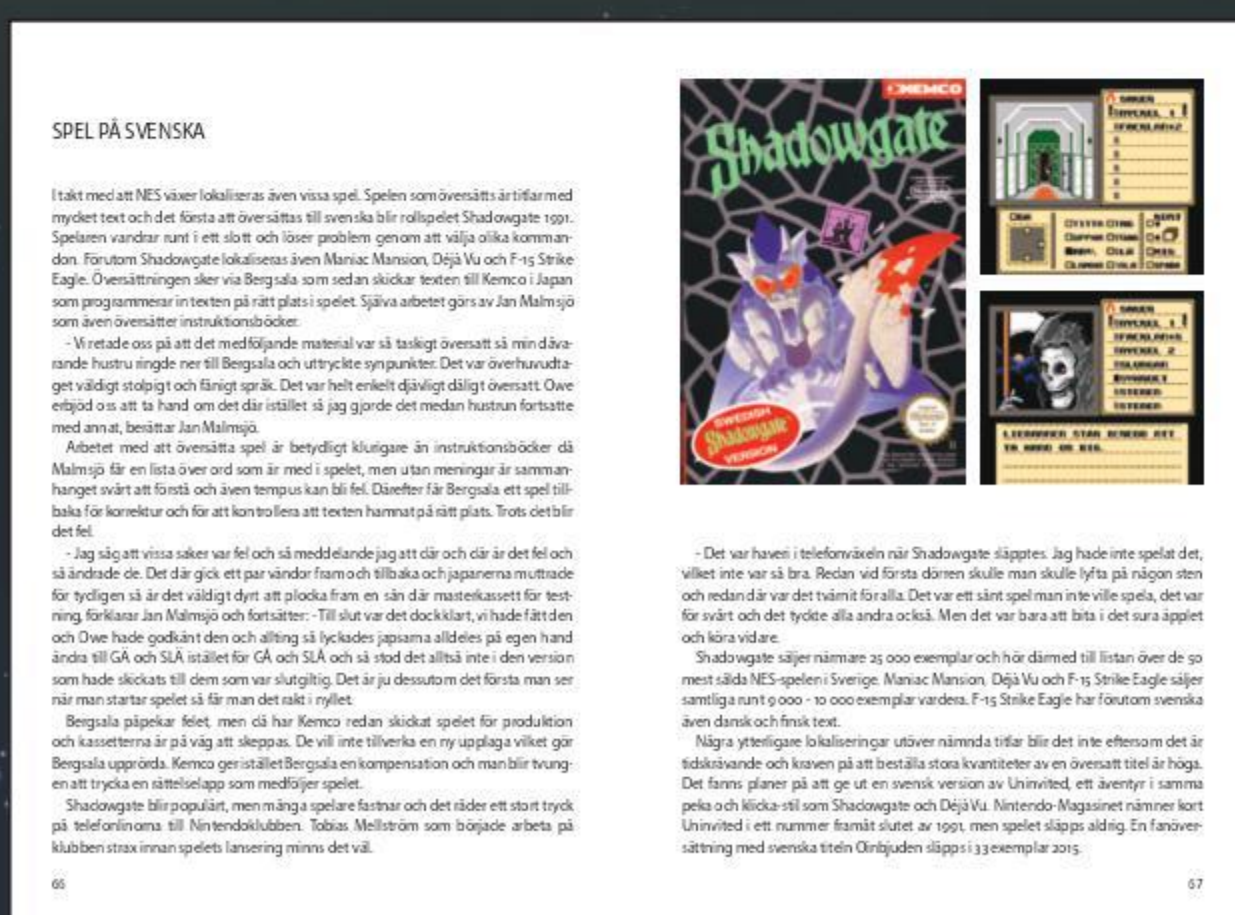 SPEL PÅ SVENSKA
I takt med att NES växer lokaliseras även vissa spel. Spelen som översätts är titlar med
mycket text och det första att översättas till svenska blir rollspelet Shadowgate 1991.
Spelaren vandrar runt i ett slott och löser problem genom att välja olika komman-
don. Förutom Shadowgate lokaliseras även Maniac Mansion, Déjà Vu och F-15 Strike
Eagle. Översättningen sker via Bergsala som sedan skickar texten till Kemco i Japan
som programmerar in texten på rätt plats i spelet. Själva arbetet görs av Jan Malmsjö
som även översätter instruktionsböcker.
- Vi retade oss på att det medföljande material var så taskigt översatt så min dåva-
rande hustru ringde ner till Bergsala och uttryckte synpunkter. Det var överhuvudta-
get väldigt stolpigt och fånigt språk. Det var helt enkelt djävligt dåligt översatt. Owe
erbjöd oss att ta hand om det där istället så jag gjorde det medan hustrun fortsatte
med annat, berättar Jan Malmsjö.
Arbetet med att översätta spel är betydligt klurigare än instruktionsböcker då
Malmsjö får en lista över ord som är med i spelet, men utan meningar är samman-
hanget svårt att förstå och även tempus kan bli fel. Därefter får Bergsala ett spel till-
baka för korrektur och för att kontrollera att texten hamnat på rätt plats. Trots det blir
det fel.
- Jag såg att vissa saker var fel och så meddelande jag att där och där är det fel och
så ändrade de. Det där gick ett par vändor fram och tillbaka och japanerna muttrade
för tydligen så är det väldigt dyrt att plocka fram en sån där masterkassett för test-
ning, förklarar Jan Malmsjö och fortsätter: - Till slut var det dock klart, vi hade fått den
och Owe hade godkänt den och allting så lyckades japsarna alldeles på egen hand
ändra till GÄ och SLÄ istället för GÅ och SLÅ och så stod det alltså inte i den version
som hade skickats till dem som var slutgiltig. Det är ju dessutom det första man ser
när man startar spelet så får man det rakt i nyllet.
Bergsala påpekar felet, men då har Kemco redan skickat spelet för produktion
och kassetterna är på väg att skeppas. De vill inte tillverka en ny upplaga vilket gör
Bergsala upprörda. Kemco ger istället Bergsala en kompensation och man blir tvung-
en att trycka en rättelselapp som medföljer spelet.
Shadowgate blir populärt, men många spelare fastnar och det råder ett stort tryck
på telefonlinorna till Nintendoklubben. Tobias Mellström som började arbeta på
klubben strax innan spelets lansering minns det väl.
66
KEMCO
Shadowgate
SWEDISH
Shadowgate
VERSION
SAKER
LIEMANNEN STÅR BEREDD ATT
TA HAND OM DIG.
- Det var haveri i telefonväxeln när Shadowgate släpptes. Jag hade inte spelat det,
vilket inte var så bra. Redan vid första dörren skulle man skulle lyfta på någon sten
och redan där var det tvärnit för alla. Det var ett sånt spel man inte ville spela, det var
för svårt och det tyckte alla andra också. Men det var bara att bita i det sura äpplet
och köra vidare.
Shadowgate säljer närmare 25 000 exemplar och hör därmed till listan över de 50
mest sålda NES-spelen i Sverige. Maniac Mansion, Déjà Vu och F-15 Strike Eagle säljer
samtliga runt 9 000 - 10 000 exemplar vardera. F-15 Strike Eagle har förutom svenska
även dansk och finsk text.
Några ytterligare lokaliseringar utöver nämnda titlar blir det inte eftersom det är
tidskrävande och kraven på att beställa stora kvantiteter av en översatt titel är höga.
Det fanns planer på att ge ut en svensk version av Uninvited, ett äventyr i samma
peka och klicka-stil som Shadowgate och Déjà Vu. Nintendo-Magasinet nämner kort
Uninvited i ett nummer framåt slutet av 1991, men spelet släpps aldrig. En fanöver-
sättning med svenska titeln Oinbjuden släpps i 33 exemplar 2015.
67